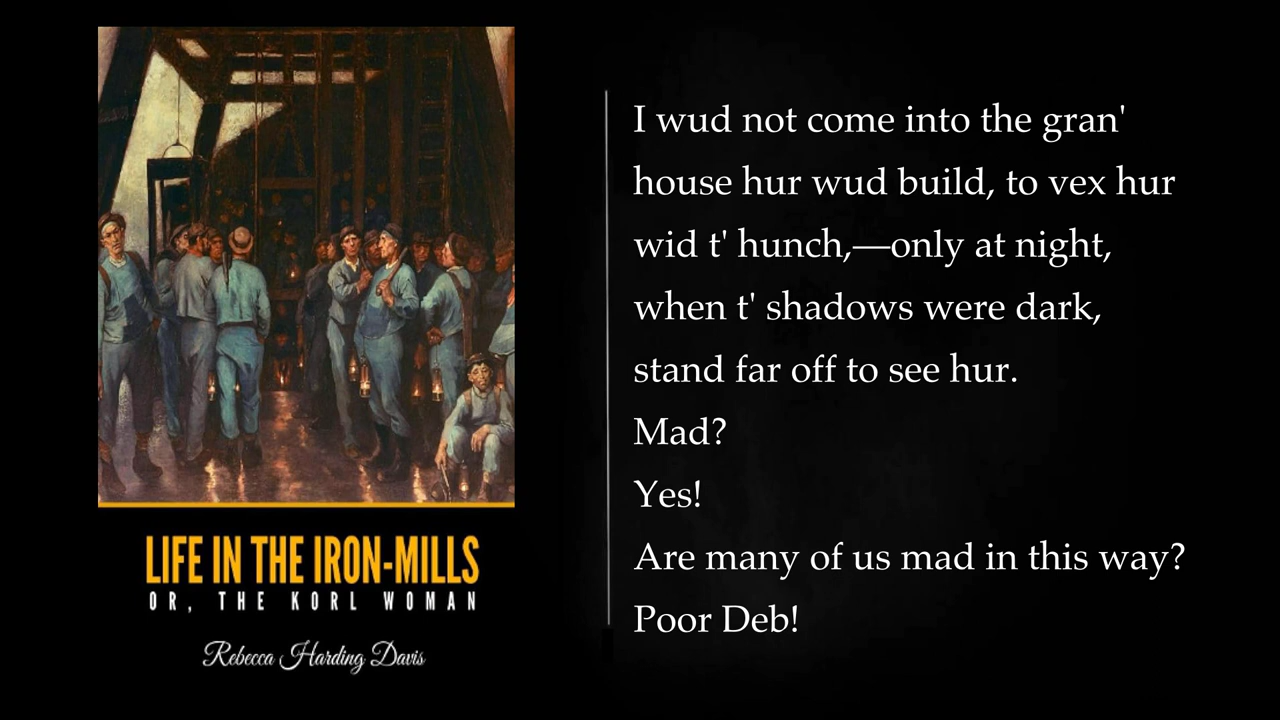 LIFE IN THE IRON-MILLS
OR, THE KORL WOMAN
Rebecca Harding Davis
I wud not come into the gran'
house hur wud build, to vex hur
wid t' hunch,—only at night,
when t' shadows were dark,
stand far off to see hur.
Mad?
Yes!
Are many of us mad in this way?
Poor Deb!